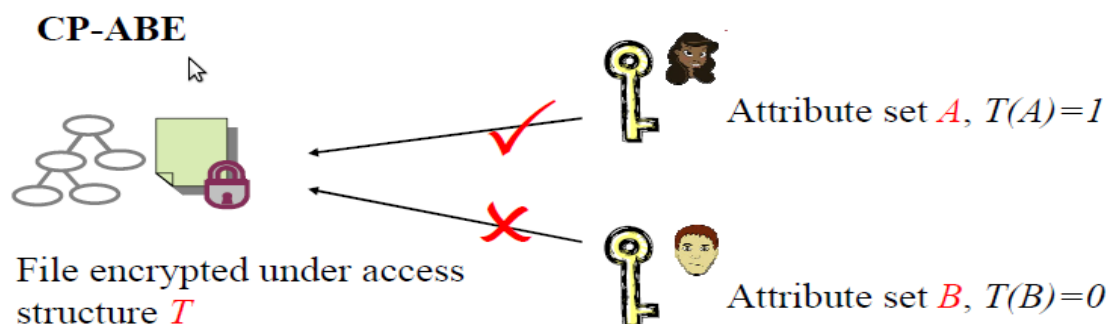 CP-ABE
Attribute set A, T(A)=1
File encrypted under access
structure T
Attribute set B, T(B)=0